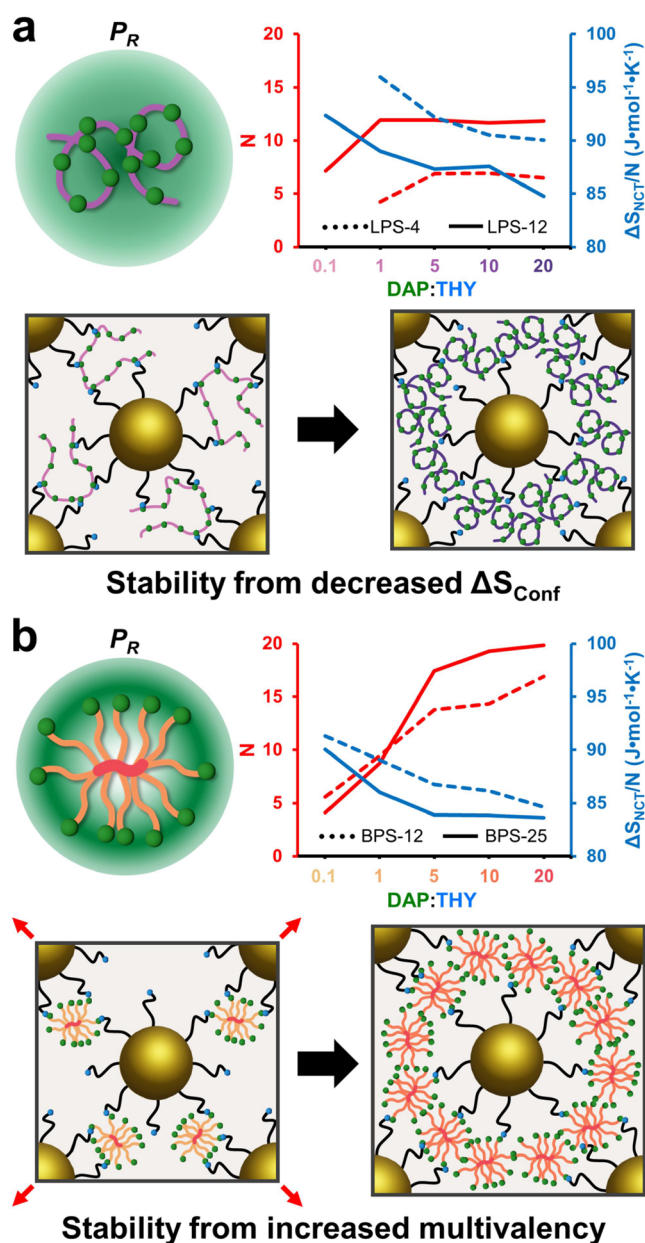 a
P_R
20
15
10
5
0
N
100
95
90
85
80
ΔS_NCT/N (J•mol⁻¹•K⁻¹)
LPS-4 LPS-12
0.1 1 5 10 20
DAP:THY
Stability from decreased ΔS_Conf
b
P_R
20
15
10
5
0
N
100
95
90
85
80
ΔS_NCT/N (J•mol⁻¹•K⁻¹)
BPS-12 BPS-25
0.1 1 5 10 20
DAP:THY
Stability from increased multivalency